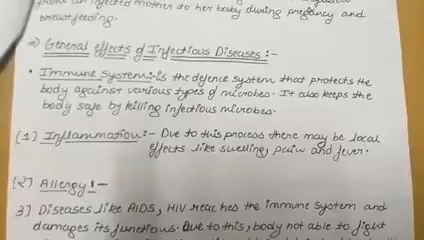 from an infected mother to her baby during pregnancy and
breastfeeding.
⇒ General effects of Infectious Diseases :-
• Immune System:- is the defence system that protects the
body against various types of microbes. It also keeps the
body safe by killing infectious microbes.
(1) Inflammation :- Due to this process there may be local
effects like swelling, pain and fever.
(2) Allergy :-
3) Diseases like AIDS, HIV reaches the immune system and
damages its functions. Due to this, body not able to fight